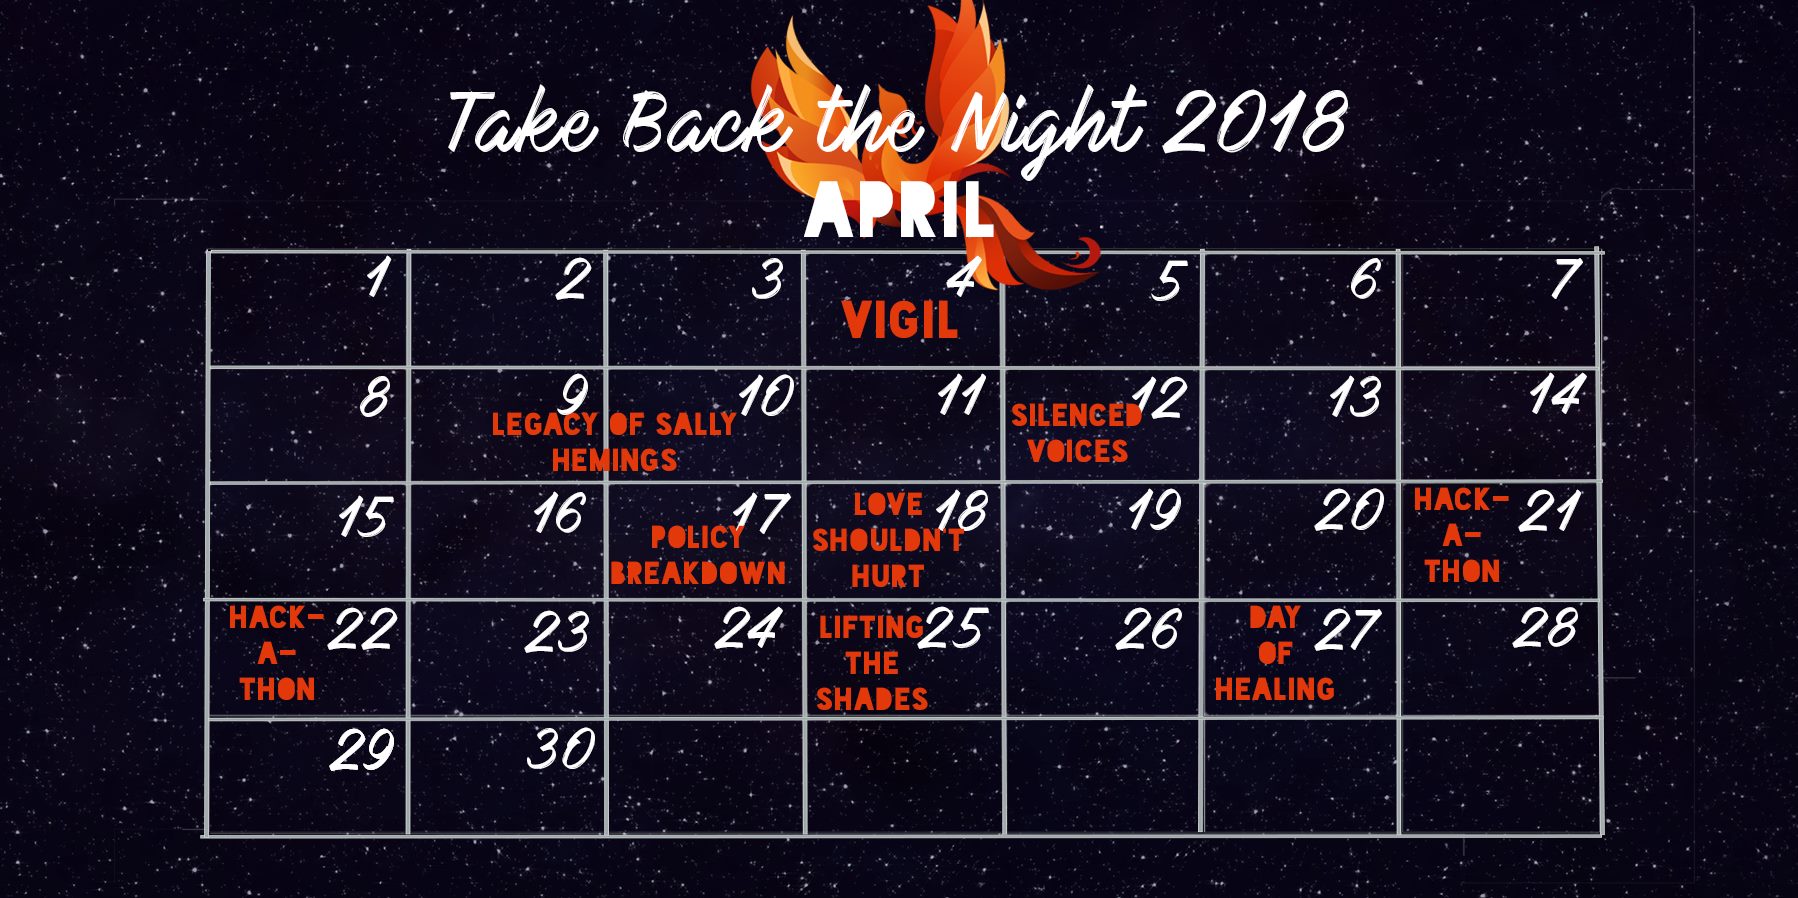 Take Back the Night 2018
APRIL
1 2 3 4 5 6 7
VIGIL
8 9 10 11 12 13 14
LEGACY OF SALLY
HEMINGS
SILENCED
VOICES
15 16 17 18 19 20 21
POLICY
BREAKDOWN
LOVE
SHOULDN'T
HURT
HACK-
A-
THON
22 23 24 25 26 27 28
HACK-
A-
THON
LIFTING
THE
SHADES
DAY
OF
HEALING
29 30